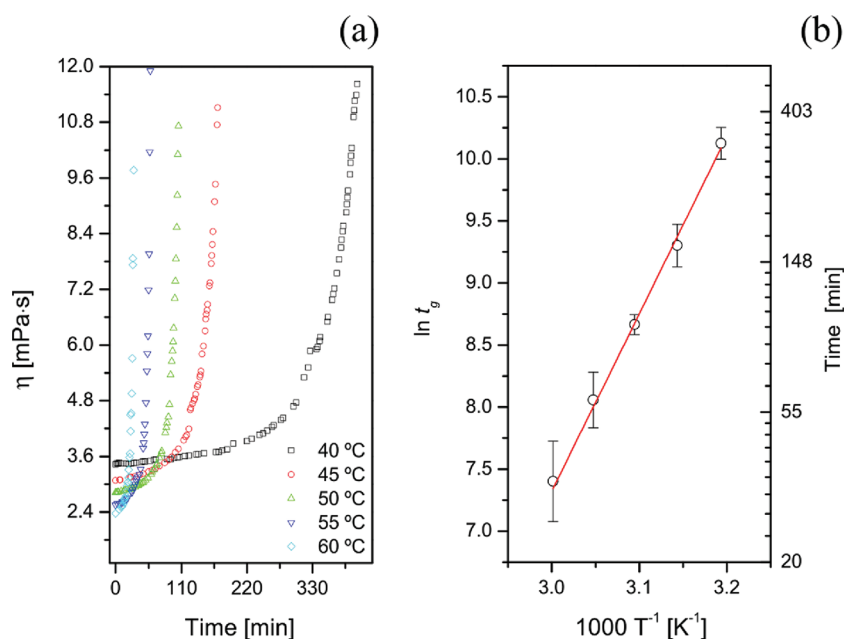 (a)
12.0
10.8
9.6
8.4
7.2
6.0
4.8
3.6
2.4
η [mPa·s]
40 ºC
45 ºC
50 ºC
55 ºC
60 ºC
0 110 220 330
Time [min]
(b)
10.5
10.0
9.5
9.0
8.5
8.0
7.5
7.0
ln tg
403
148
55
20
Time [min]
3.0 3.1 3.2
1000 T⁻¹ [K⁻¹]